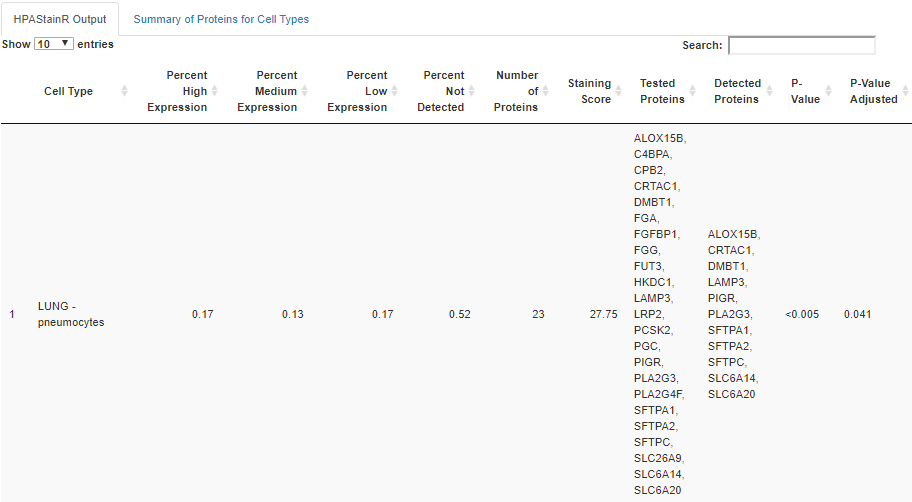 HPAStainR Output
Summary of Proteins for Cell Types
Show 10 entries
Search:
Cell Type
Percent
High
Expression
Percent
Medium
Expression
Percent
Low
Expression
Percent
Not
Detected
Number
of
Proteins
Staining
Score
Tested
Proteins
Detected
Proteins
P-
Value
P-Value
Adjusted
1
LUNG -
pneumocytes
0.17
0.13
0.17
0.52
23
27.75
ALOX15B,
C4BPA,
CPB2,
CRTAC1,
DMBT1,
FGA,
FGFBP1,
FGG,
FUT3,
HKDC1,
LAMP3,
LRP2,
PCSK2,
PGC,
PIGR,
PLA2G3,
PLA2G4F,
SFTPA1,
SFTPA2,
SFTPC,
SLC26A9,
SLC6A14,
SLC6A20
ALOX15B,
CRTAC1,
DMBT1,
LAMP3,
PIGR,
PLA2G3,
SFTPA1,
SFTPA2,
SFTPC,
SLC6A14,
SLC6A20
<0.005
0.041